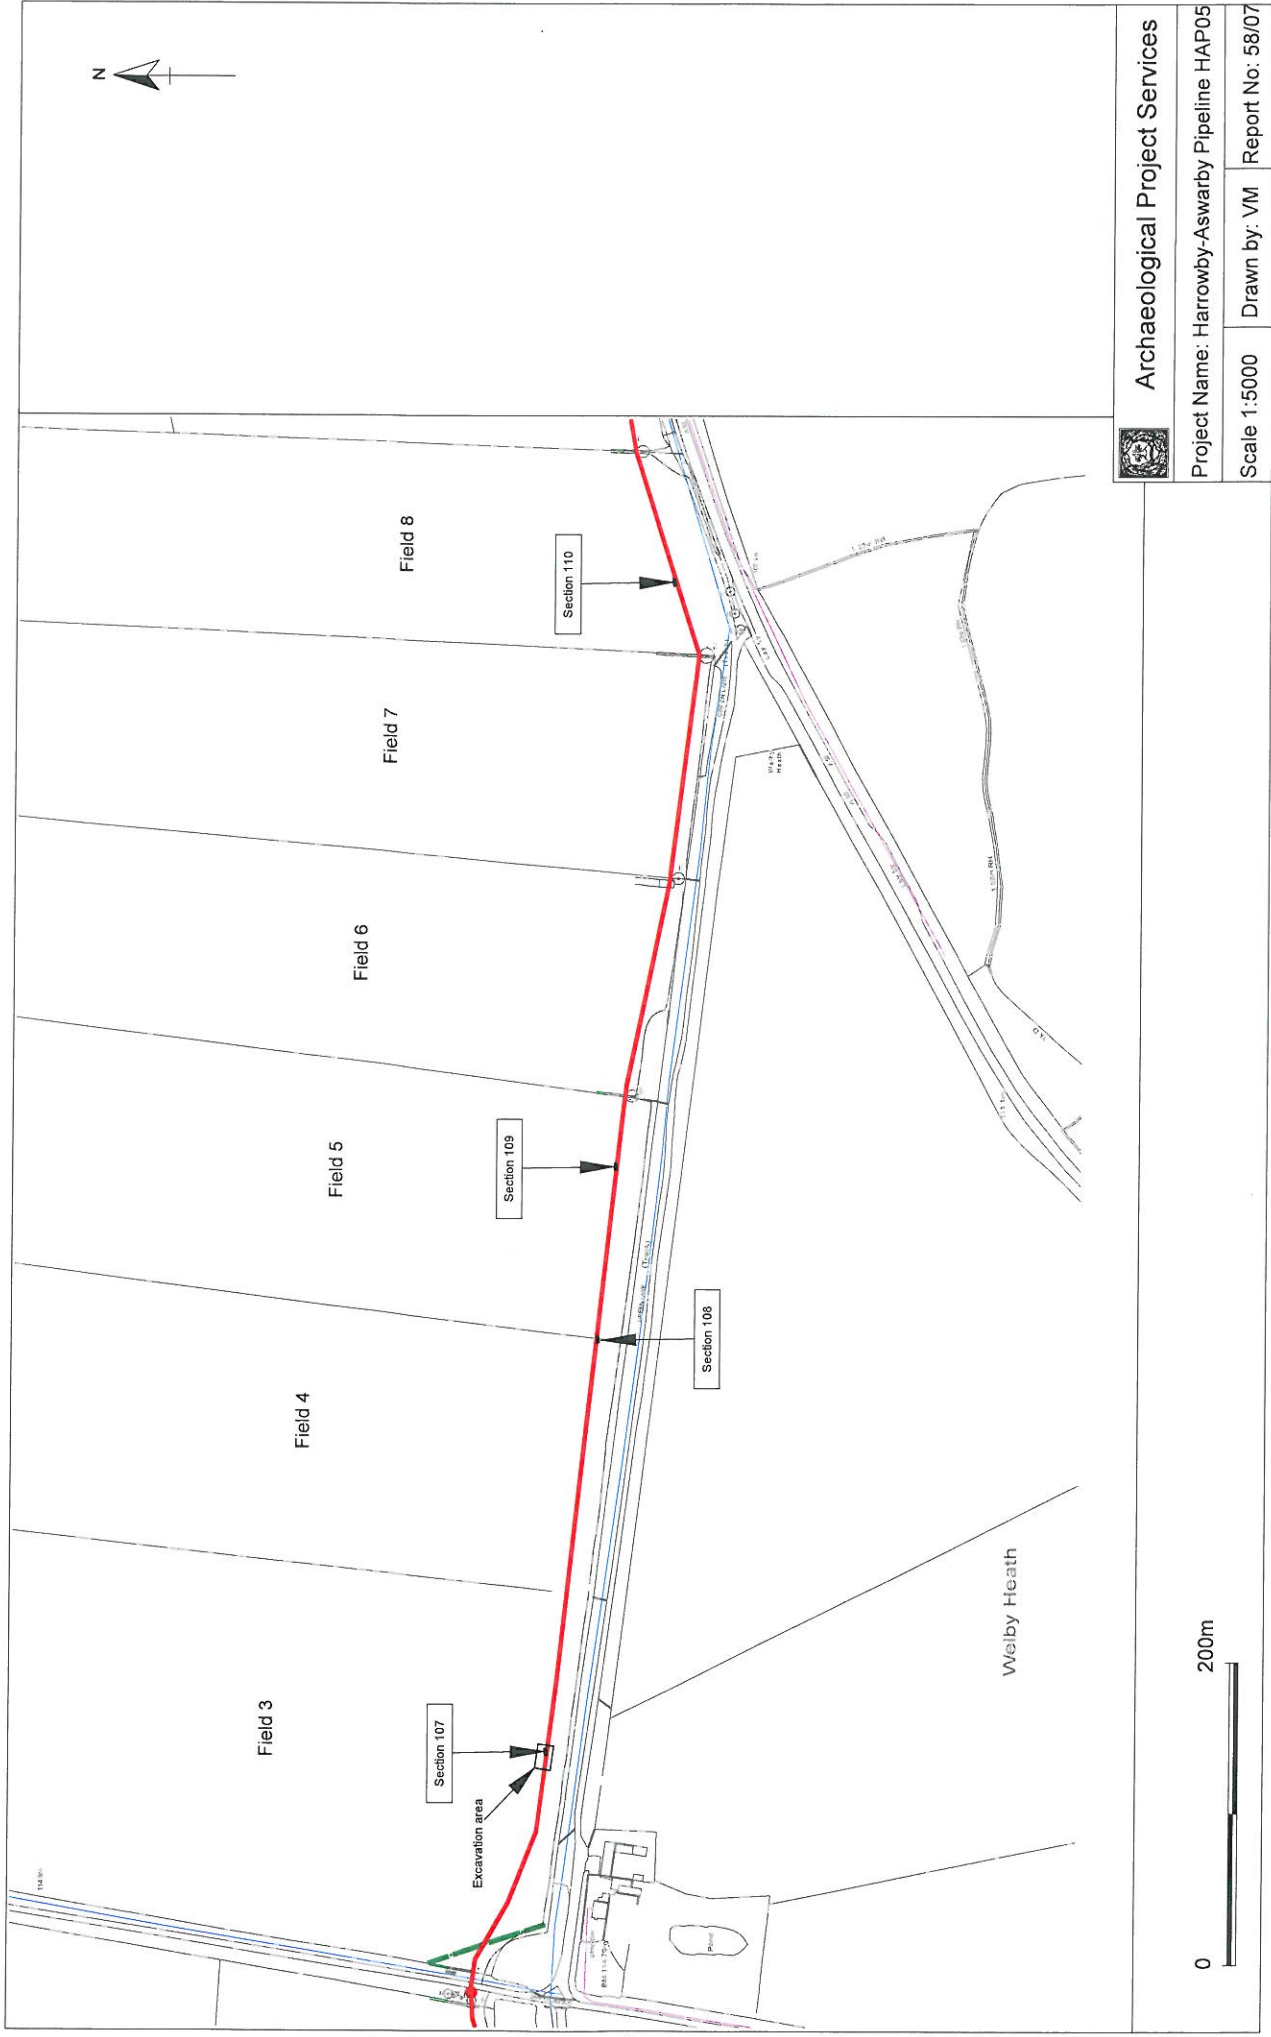 N
Field 3
Field 4
Field 5
Field 6
Field 7
Field 8
Section 107
Excavation area
Section 108
Section 109
Section 110
Welby Heath
Pond
0
200m
Archaeological Project Services
Project Name: Harrowby-Aswarby Pipeline HAP05
Scale 1:5000
Drawn by: VM
Report No: 58/07